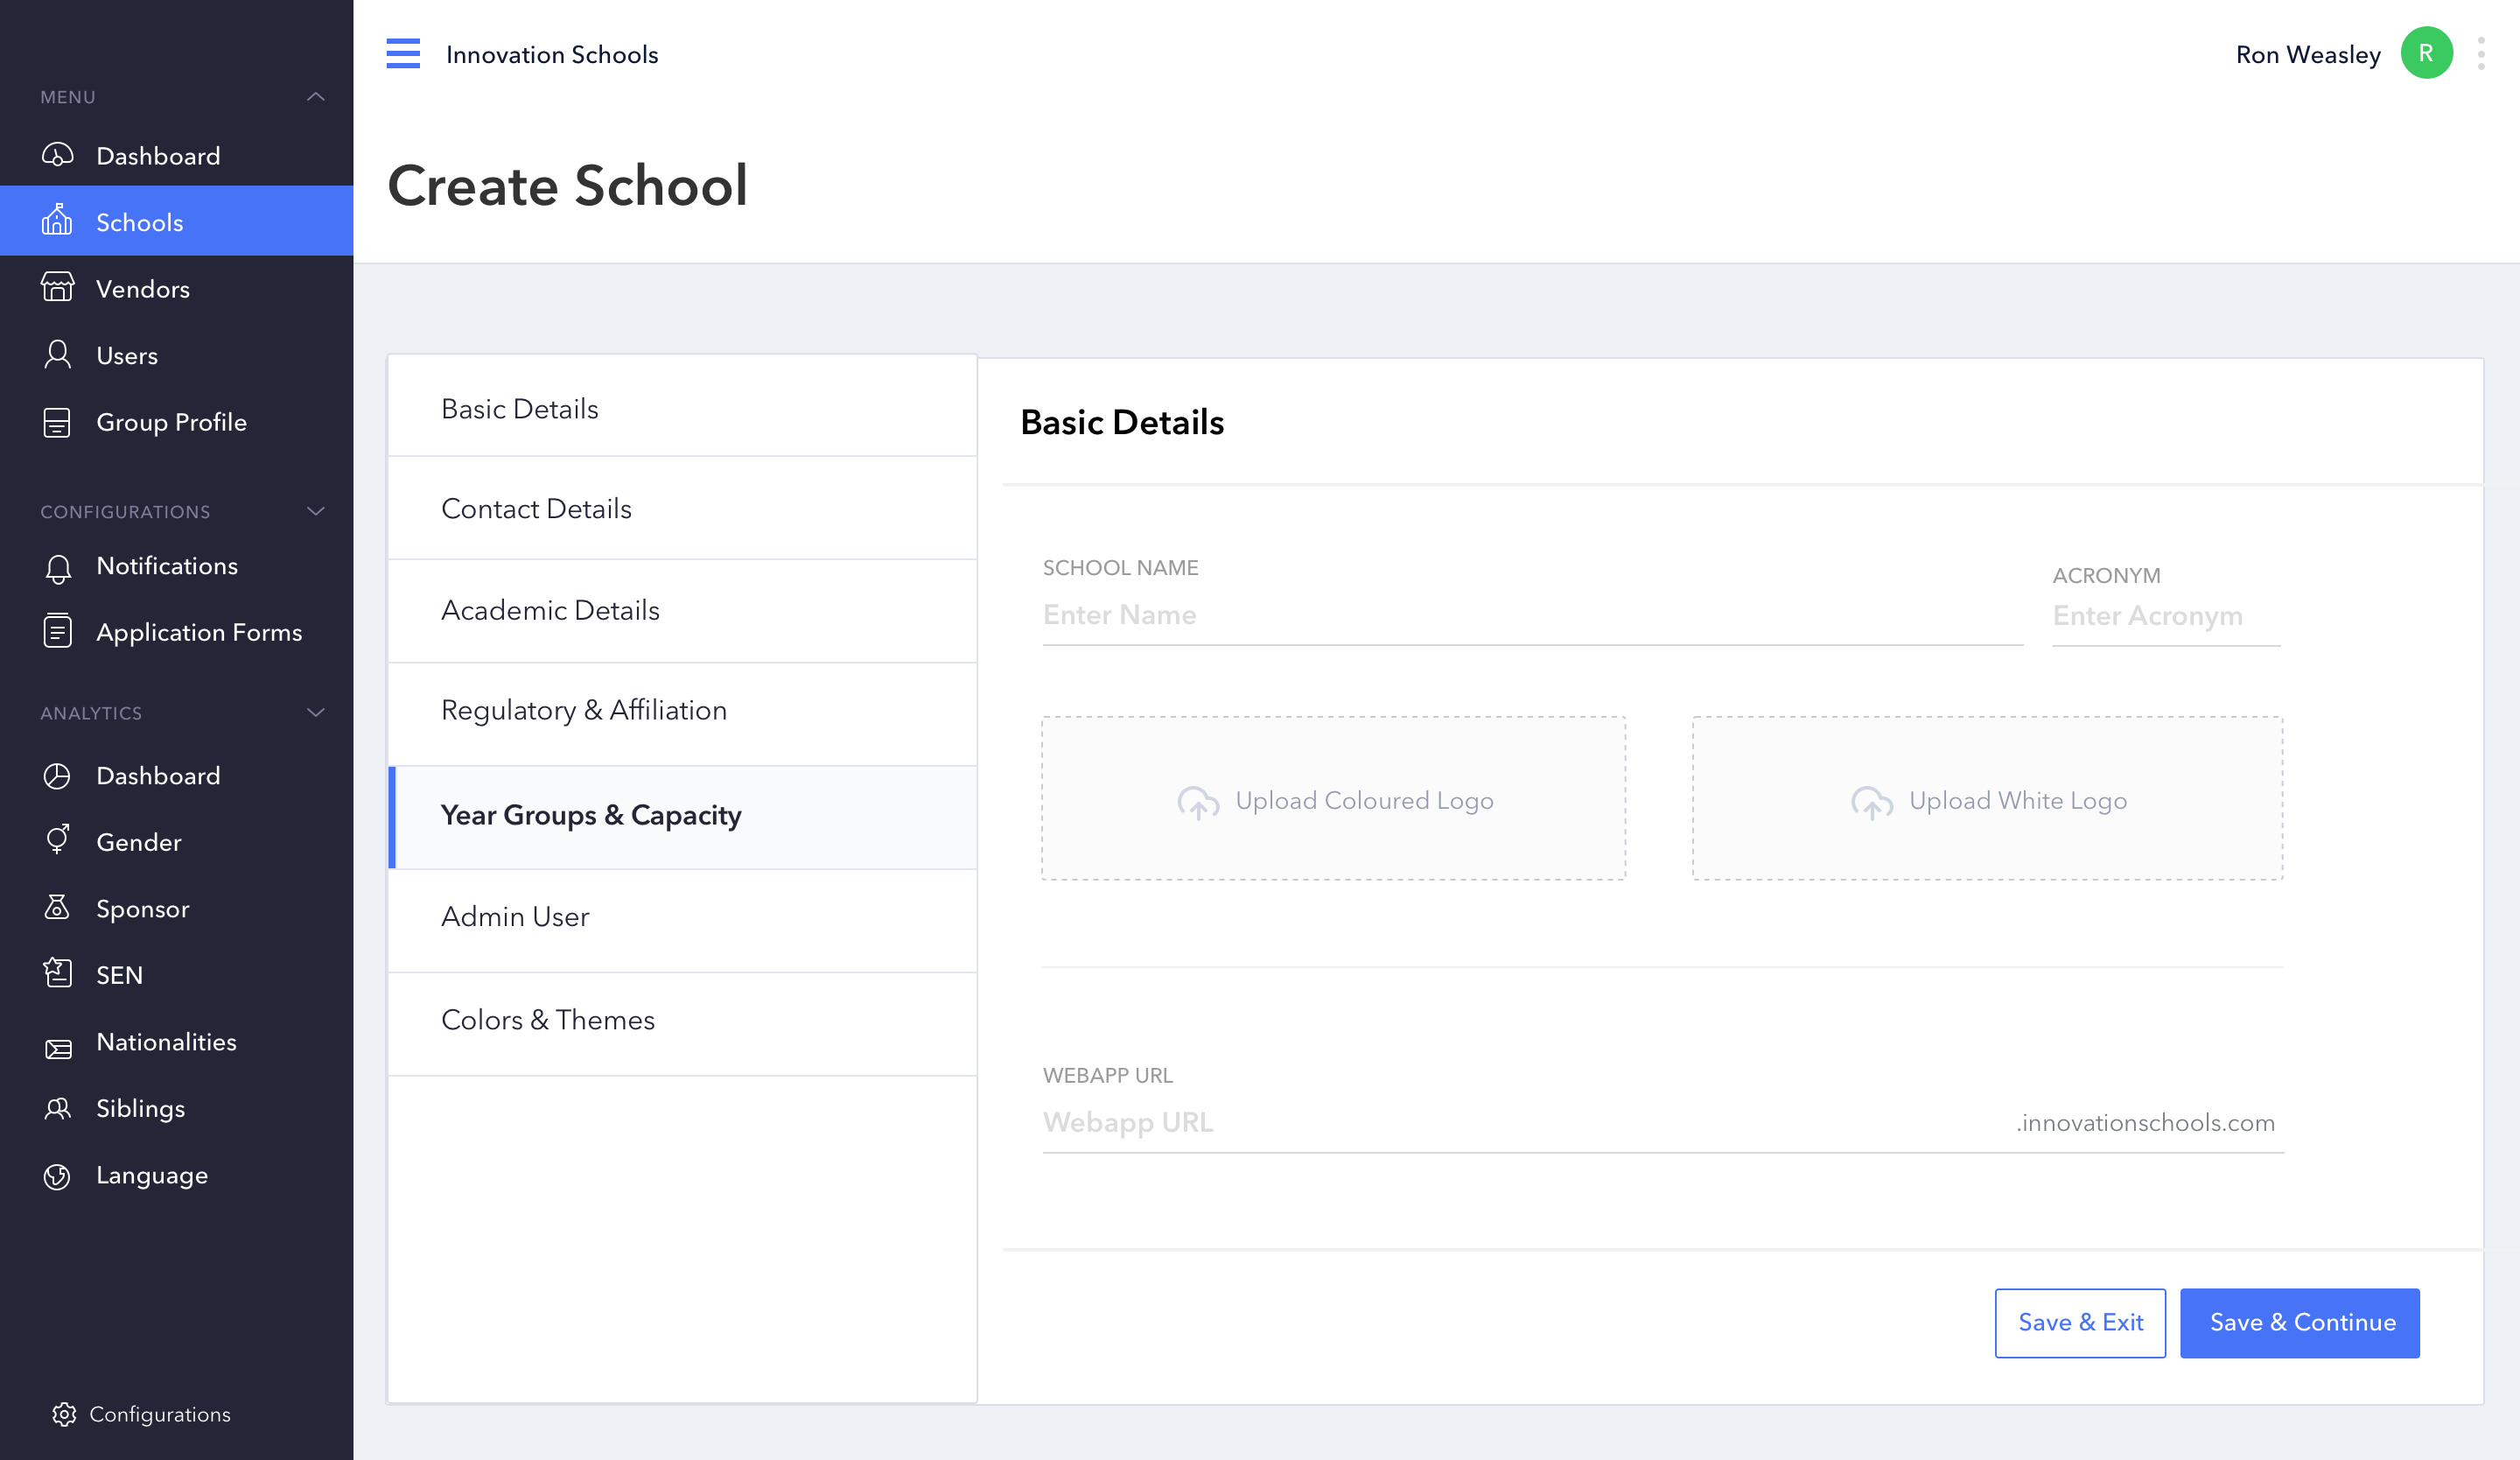 MENU
Dashboard
Schools
Vendors
Users
Group Profile
CONFIGURATIONS
Notifications
Application Forms
ANALYTICS
Dashboard
Gender
Sponsor
SEN
Nationalities
Siblings
Language
Configurations
Innovation Schools
Ron Weasley
R
Create School
Basic Details
Contact Details
Academic Details
Regulatory & Affiliation
Year Groups & Capacity
Admin User
Colors & Themes
Basic Details
SCHOOL NAME
Enter Name
ACRONYM
Enter Acronym
Upload Coloured Logo
Upload White Logo
WEBAPP URL
Webapp URL
.innovationschools.com
Save & Exit
Save & Continue